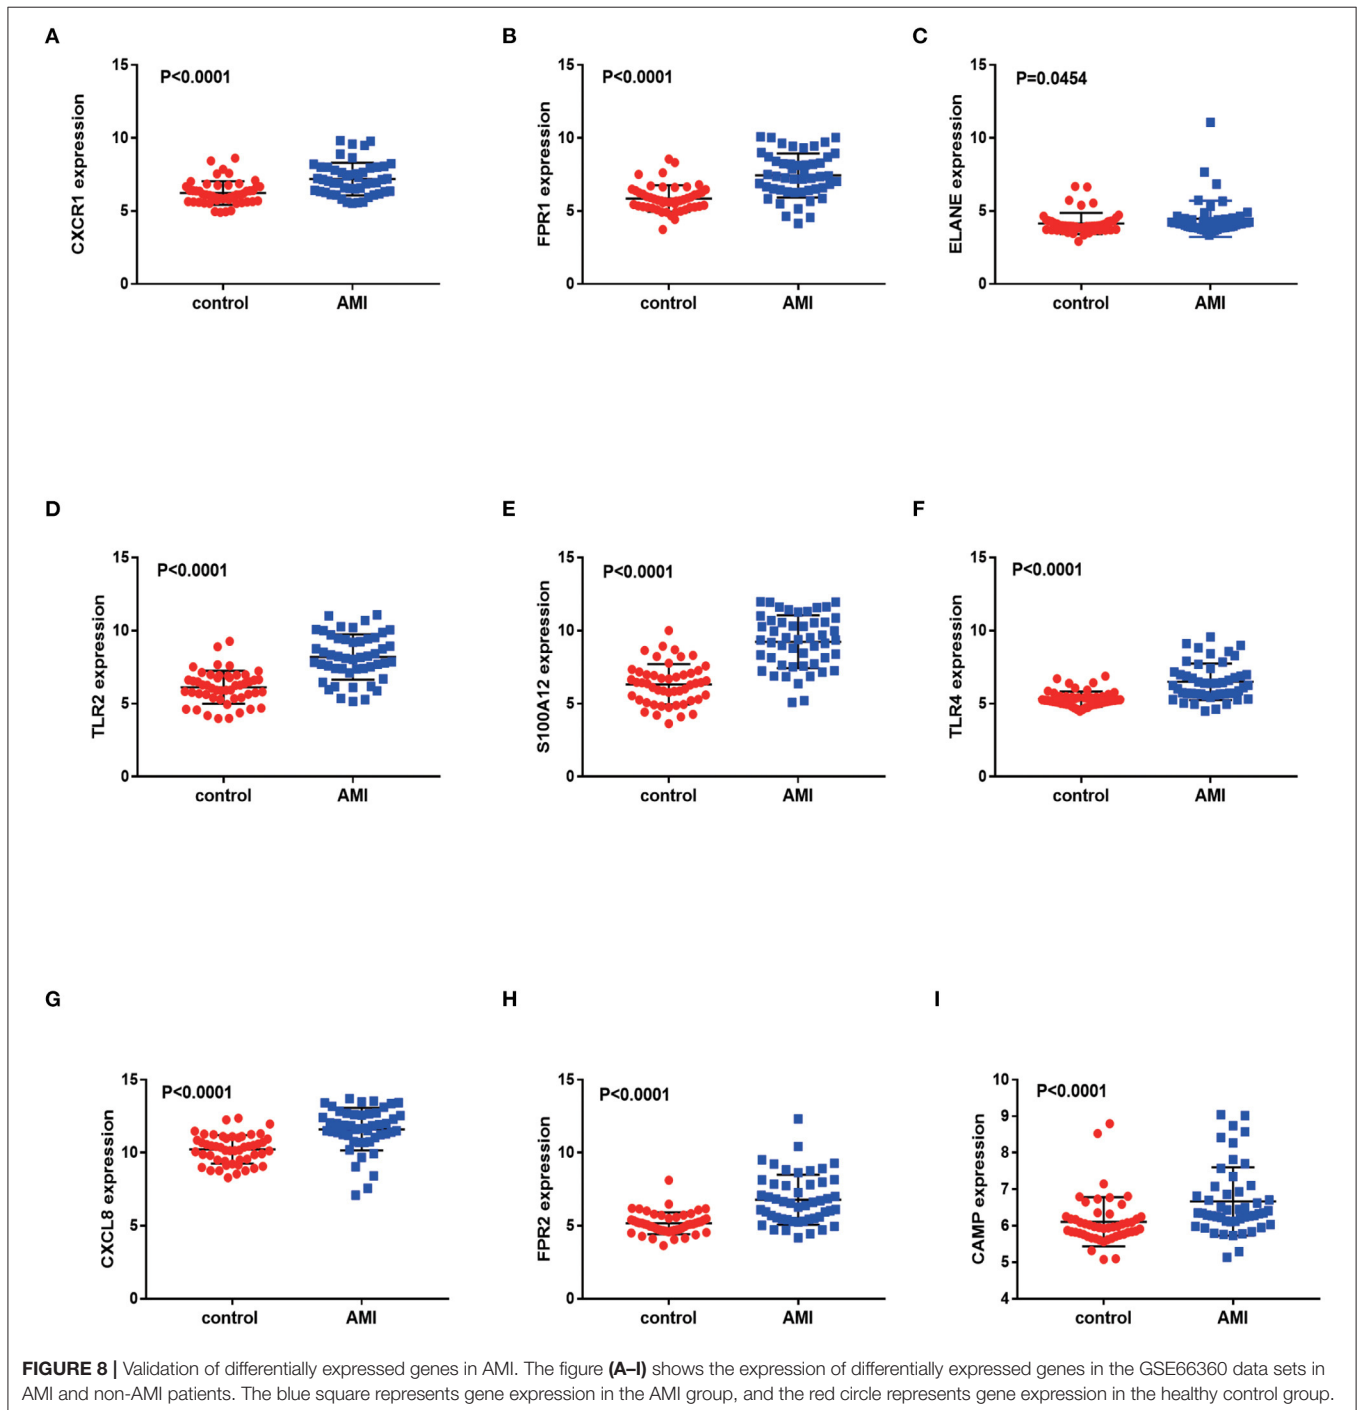 A
B
C
15
10
5
0
CXCR1 expression
P<0.0001
control
AMI
15
10
5
0
FPR1 expression
P<0.0001
control
AMI
15
10
5
0
ELANE expression
P=0.0454
control
AMI
D
E
F
15
10
5
0
TLR2 expression
P<0.0001
control
AMI
15
10
5
0
S100A12 expression
P<0.0001
control
AMI
15
10
5
0
TLR4 expression
P<0.0001
control
AMI
G
H
I
15
10
5
0
CXCL8 expression
P<0.0001
control
AMI
15
10
5
0
FPR2 expression
P<0.0001
control
AMI
10
9
8
7
6
5
4
CAMP expression
P<0.0001
control
AMI
FIGURE 8 | Validation of differentially expressed genes in AMI. The figure (A–I) shows the expression of differentially expressed genes in the GSE66360 data sets in
AMI and non-AMI patients. The blue square represents gene expression in the AMI group, and the red circle represents gene expression in the healthy control group.